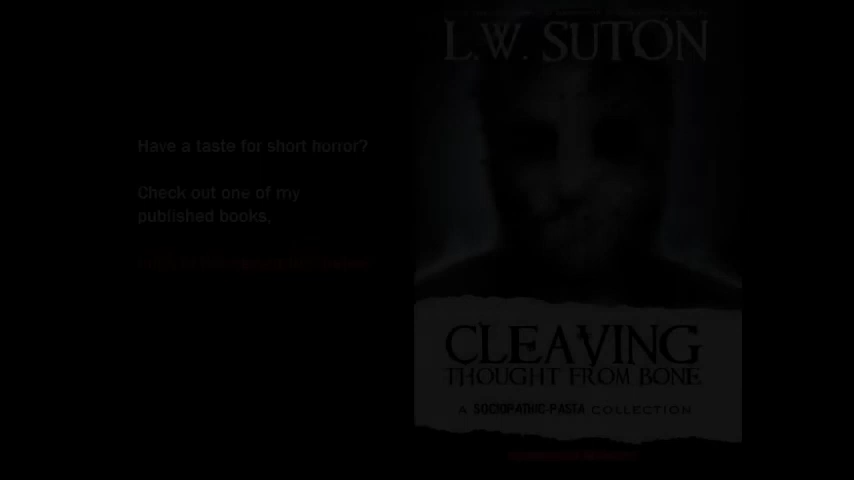 L.W. SUTON
Have a taste for short horror?
Check out one of my
published books,
CLEAVING
THOUGHT FROM BONE
A SOCIOPATHIC-PASTA COLLECTION